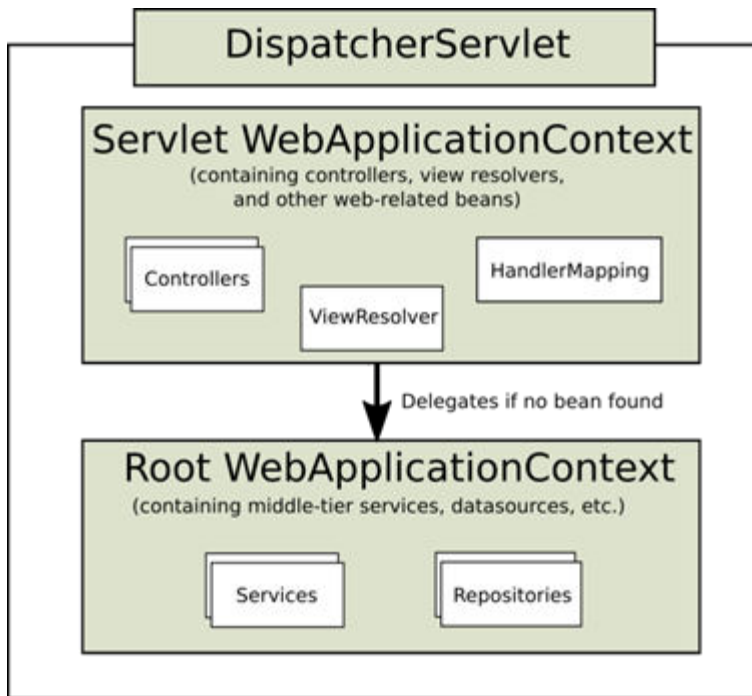 DispatcherServlet
Servlet WebApplicationContext
(containing controllers, view resolvers,
and other web-related beans)
Controllers
HandlerMapping
ViewResolver
Delegates if no bean found
Root WebApplicationContext
(containing middle-tier services, datasources, etc.)
Services
Repositories